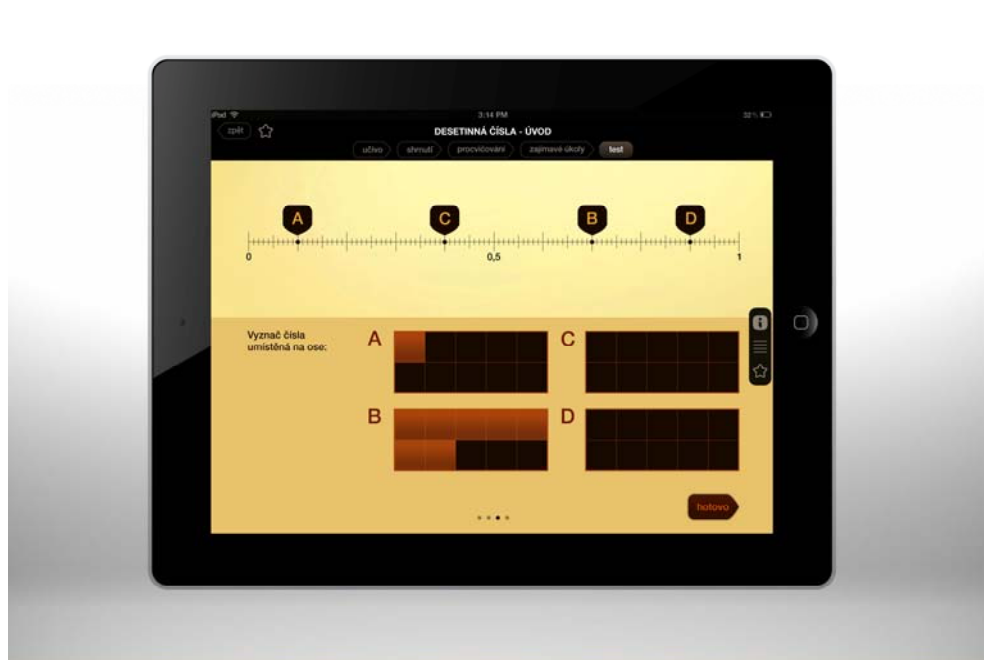 iPod
3:14 PM
32%
zpět
DESETINNÁ ČÍSLA - ÚVOD
učivo
shrnutí
procvičování
zajímavé úkoly
test
A
C
B
D
0
0,5
1
Vyznač čísla
umístěná na ose:
A
C
B
D
hotovo